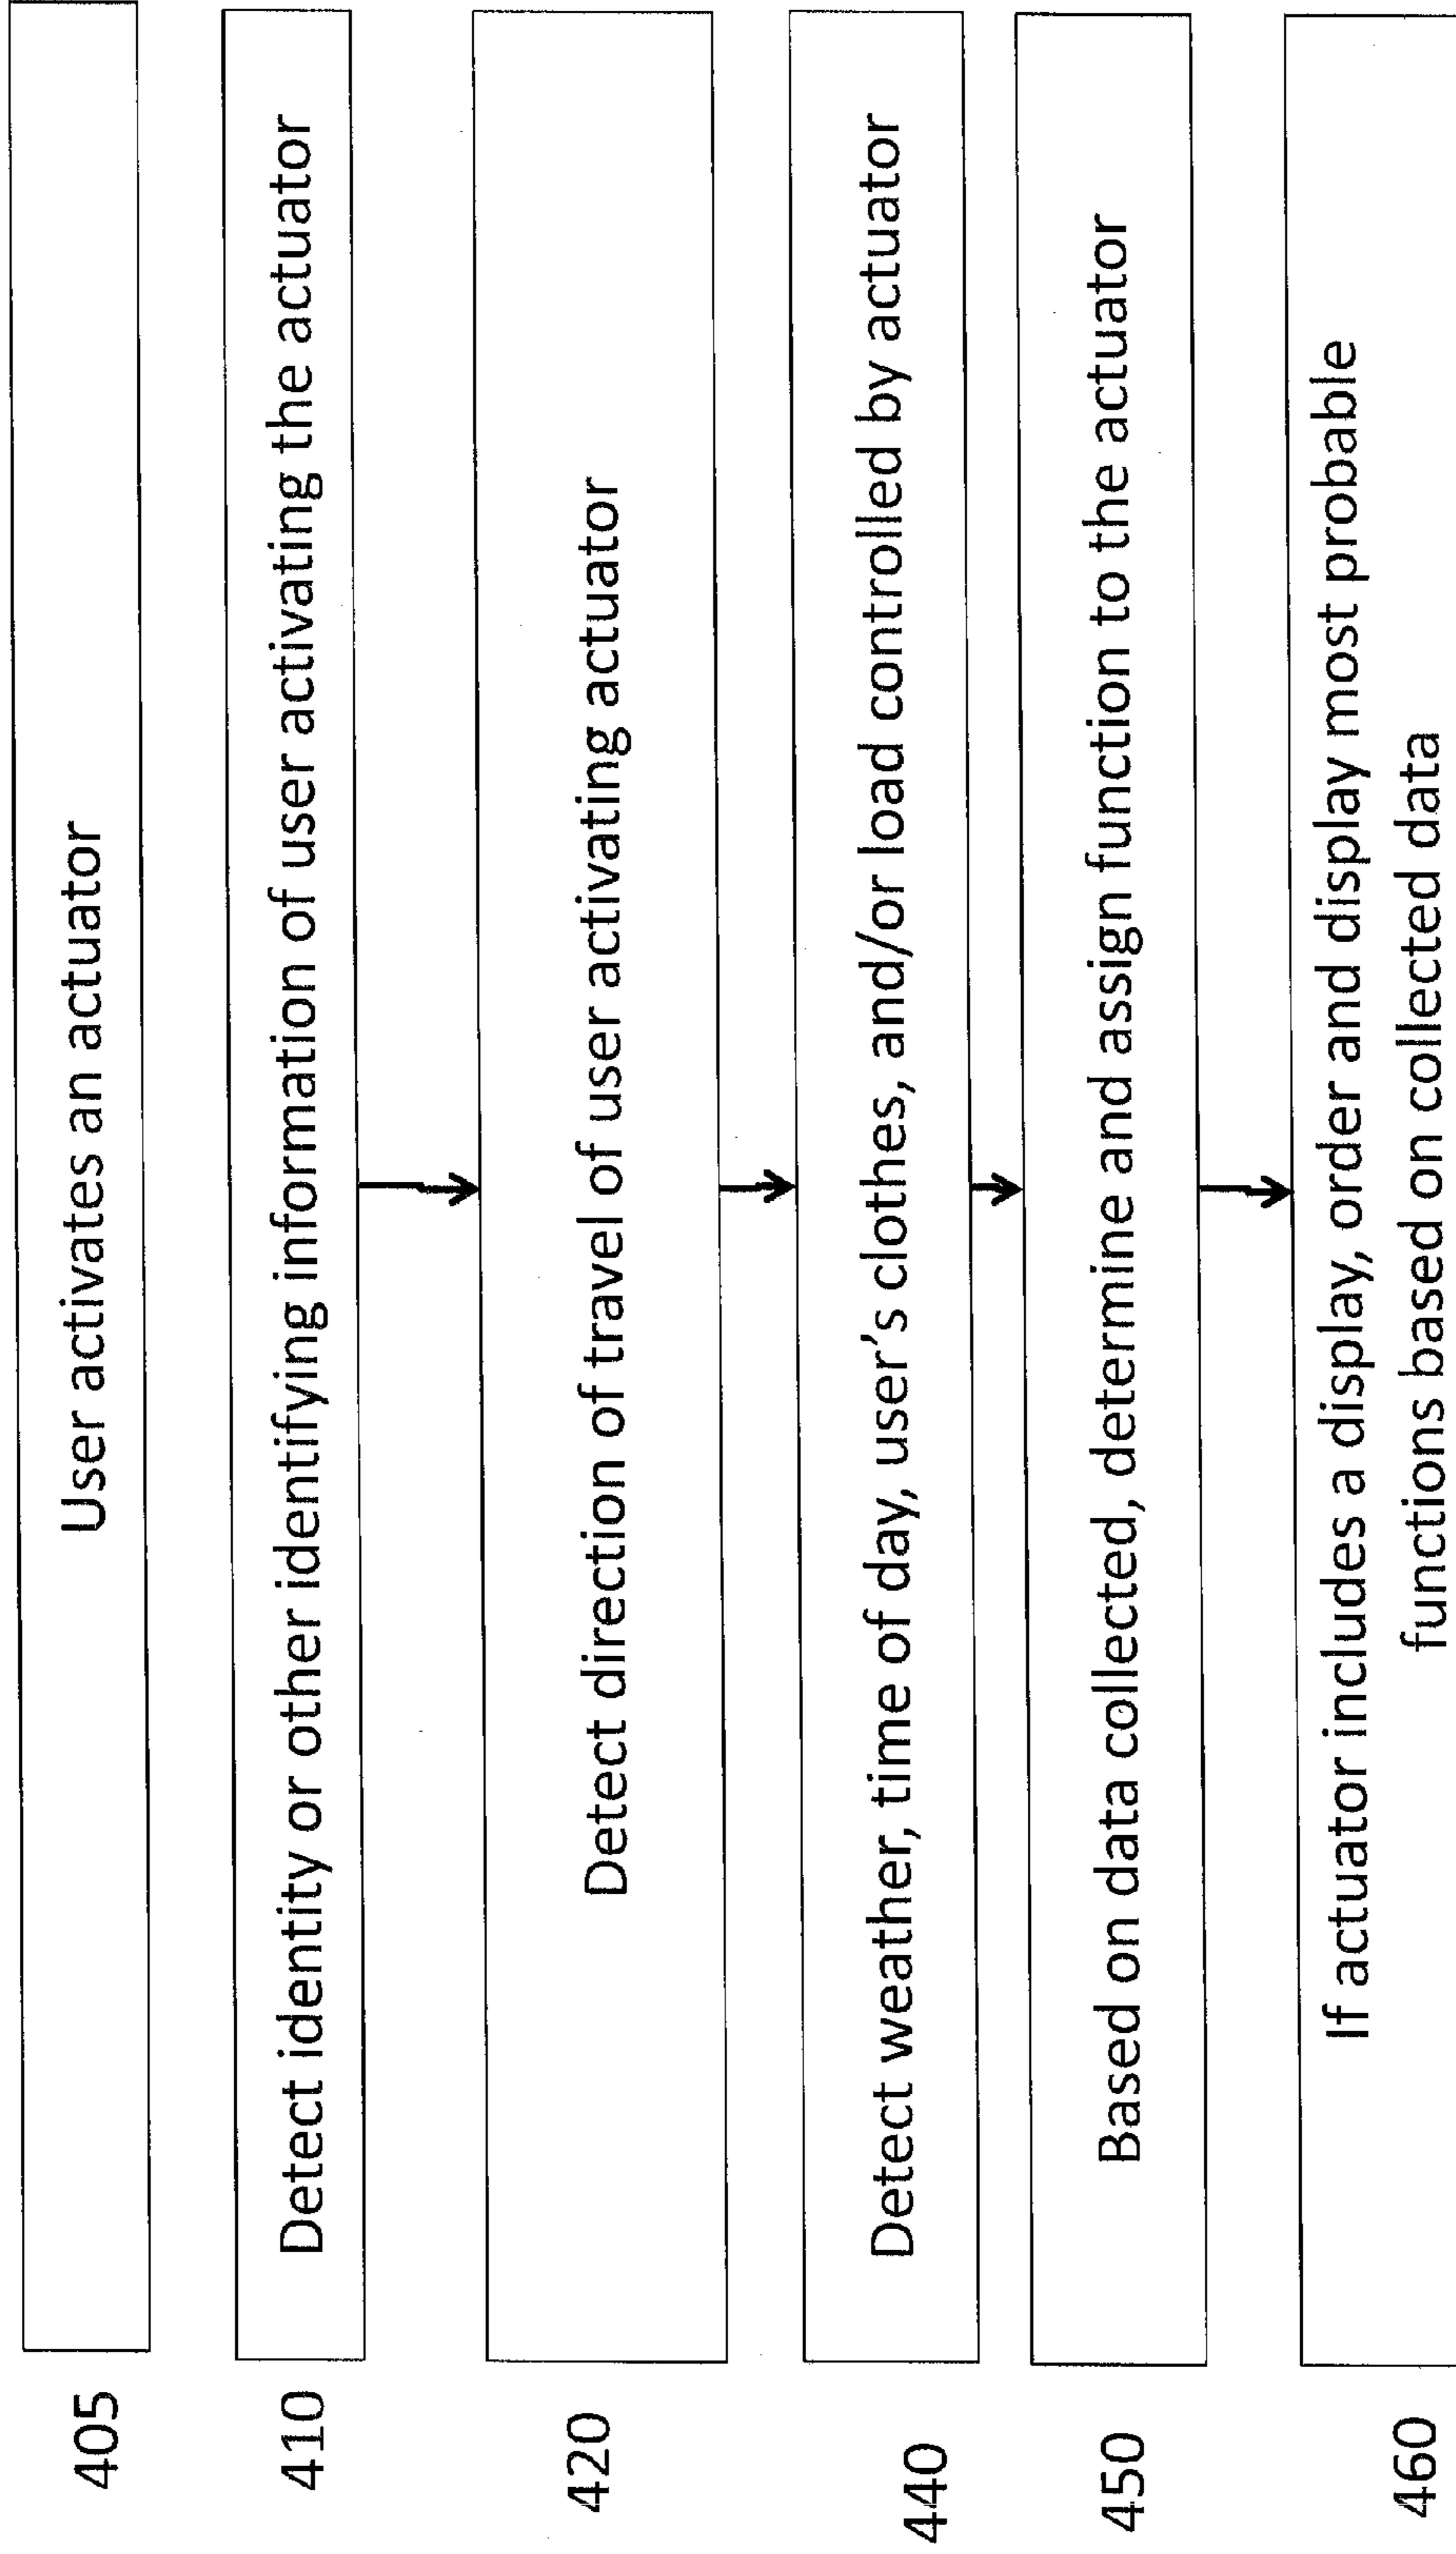 405
User activates an actuator
410
Detect identity or other identifying information of user activating the actuator
420
Detect direction of travel of user activating actuator
440
Detect weather, time of day, user's clothes, and/or load controlled by actuator
450
Based on data collected, determine and assign function to the actuator
460
If actuator includes a display, order and display most probable
functions based on collected data